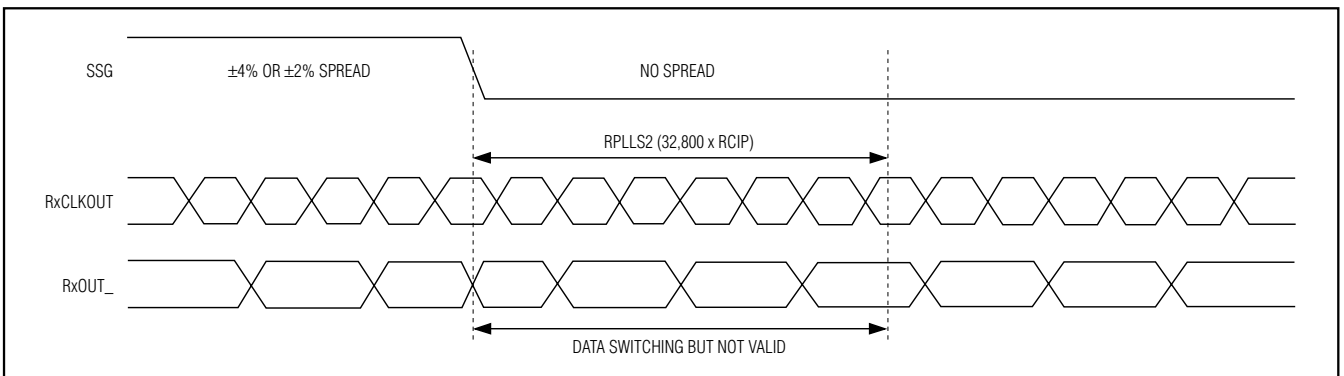 SSG
±4% OR ±2% SPREAD
NO SPREAD
RPLLS2 (32,800 x RCIP)
RxCLKOUT
RxOUT_
DATA SWITCHING BUT NOT VALID